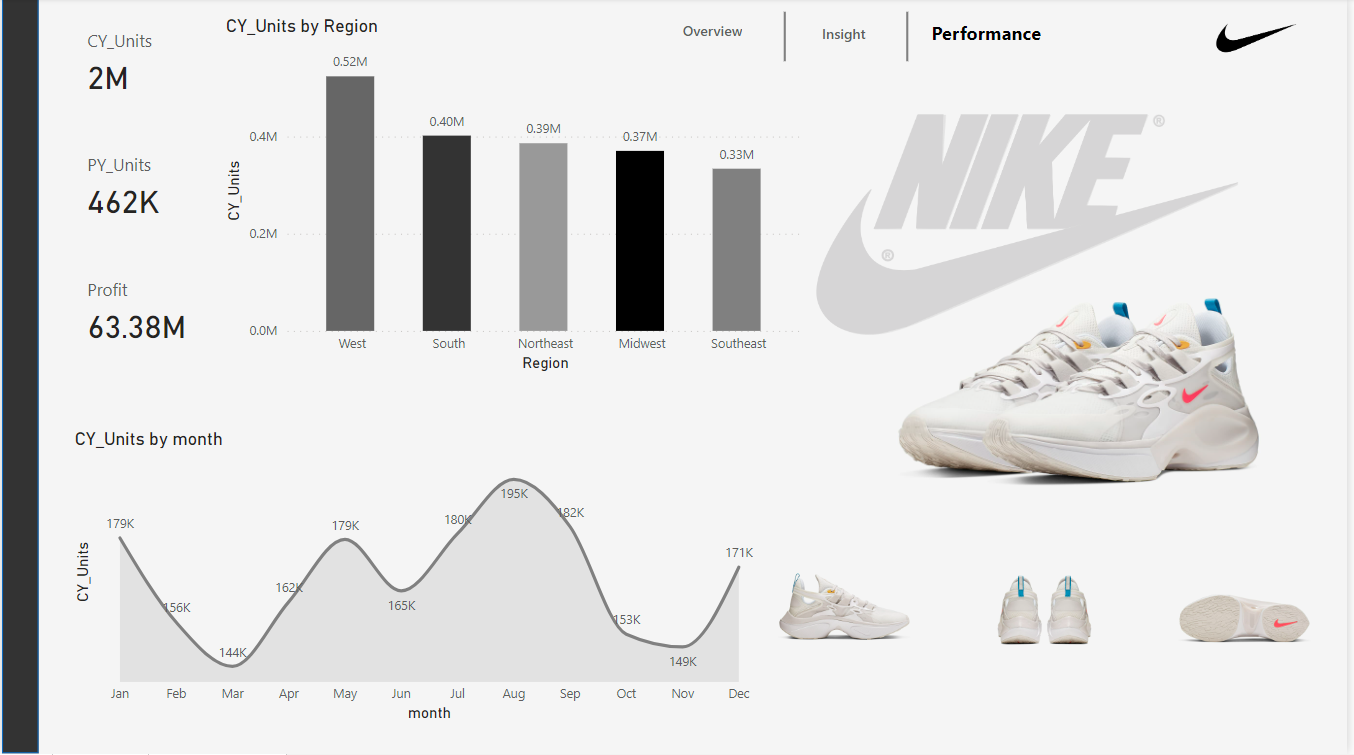 CY_Units
2M
PY_Units
462K
Profit
63.38M
CY_Units by Region
0.52M
0.40M
0.39M
0.37M
0.33M
0.4M
0.2M
0.0M
CY_Units
West South Northeast Midwest Southeast
Region
Overview
Insight
Performance
NIKE®
®
CY_Units by month
CY_Units
179K
156K
144K
162K
179K
165K
180K
195K
182K
153K
149K
171K
Jan Feb Mar Apr May Jun Jul Aug Sep Oct Nov Dec
month